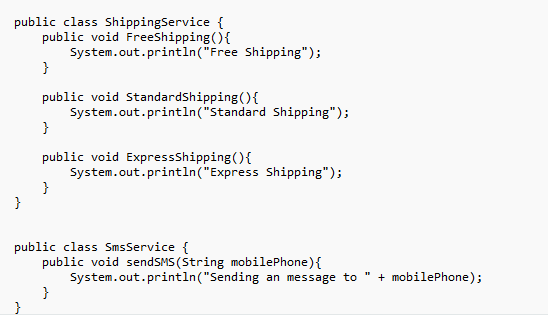 public class ShippingService {
    public void FreeShipping(){
        System.out.println("Free Shipping");
    }

    public void StandardShipping(){
        System.out.println("Standard Shipping");
    }

    public void ExpressShipping(){
        System.out.println("Express Shipping");
    }
}


public class SmsService {
    public void sendSMS(String mobilePhone){
        System.out.println("Sending an message to " + mobilePhone);
    }
}